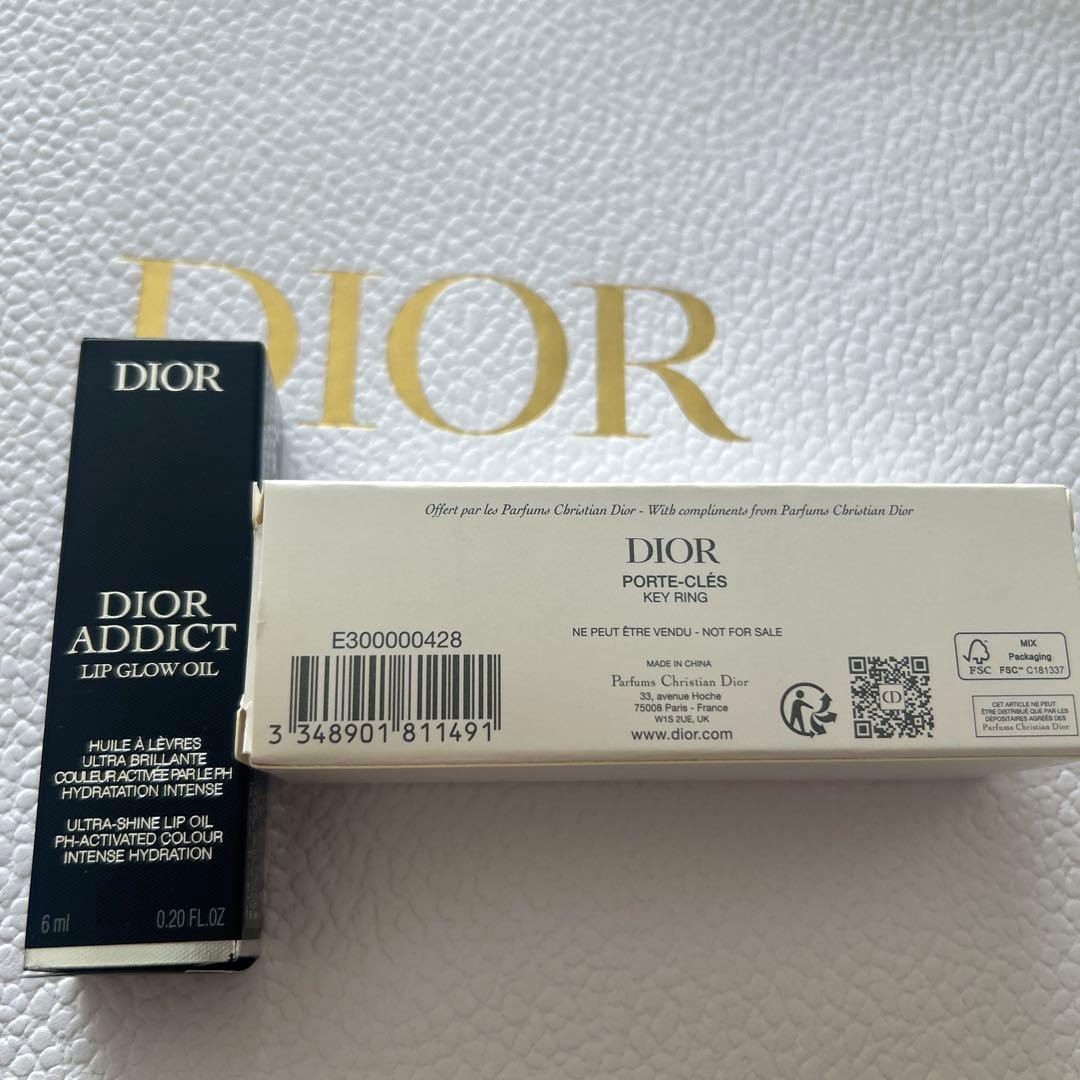 DIOR
DIOR
DIOR
ADDICT
LIP GLOW OIL
HUILE À LÈVRES
ULTRA BRILLANTE
COULEUR ACTIVÉE PAR LE PH
HYDRATATION INTENSE
ULTRA-SHINE LIP OIL
PH-ACTIVATED COLOUR
INTENSE HYDRATION
6 ml 0.20 FL.OZ
Offert par les Parfums Christian Dior - With compliments from Parfums Christian Dior
DIOR
PORTE-CLÉS
KEY RING
NE PEUT ÊTRE VENDU - NOT FOR SALE
E300000428
3 348901 811491
MADE IN CHINA
Parfums Christian Dior
33, avenue Hoche
75008 Paris - France
W1S 2UE, UK
www.dior.com
CD
FSC
MIX
Packaging
FSC™ C181337
CET ARTICLE NE PEUT
ÊTRE DISTRIBUÉ QUE PAR LES
DÉPOSITAIRES AGRÉÉS DES
Parfums Christian Dior